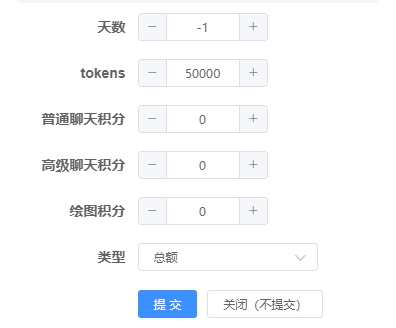 天数 -1
tokens 50000
普通聊天积分 0
高级聊天积分 0
绘图积分 0
类型 总额
提 交 关闭（不提交）